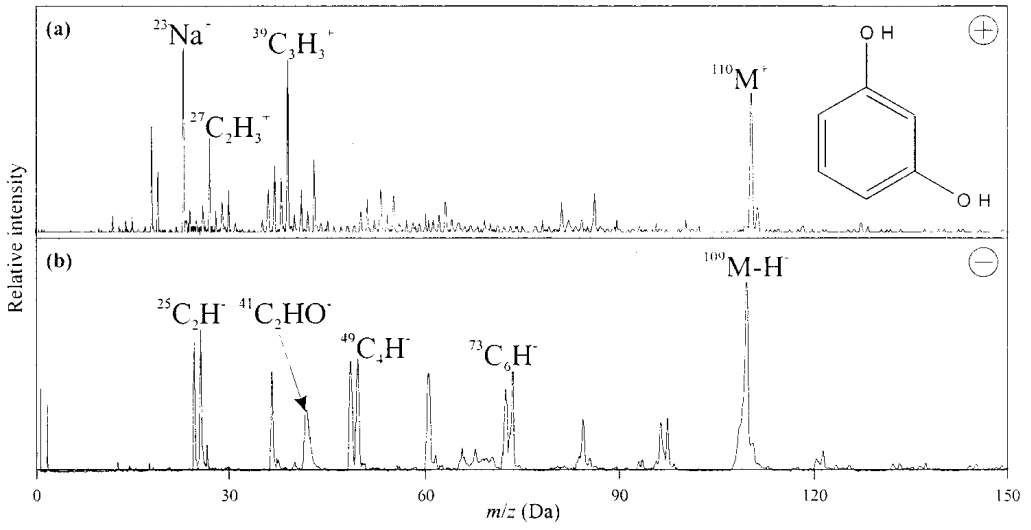 (a)
²³Na⁻
³⁹C₃H₃⁺
²⁷C₂H₃⁺
¹¹⁰M⁺
OH
OH
+
Relative intensity
(b)
²⁵C₂H⁻
⁴¹C₂HO⁻
⁴⁹C₄H⁻
⁷³C₆H⁻
¹⁰⁹M-H⁻
−
0 30 60 90 120 150
m/z (Da)